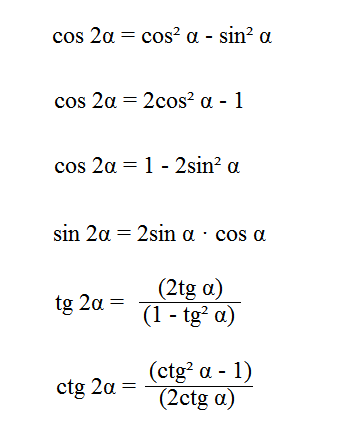 cos 2α = cos² α - sin² α
cos 2α = 2cos² α - 1
cos 2α = 1 - 2sin² α
sin 2α = 2sin α · cos α
tg 2α = (2tg α) / (1 - tg² α)
ctg 2α = (ctg² α - 1) / (2ctg α)